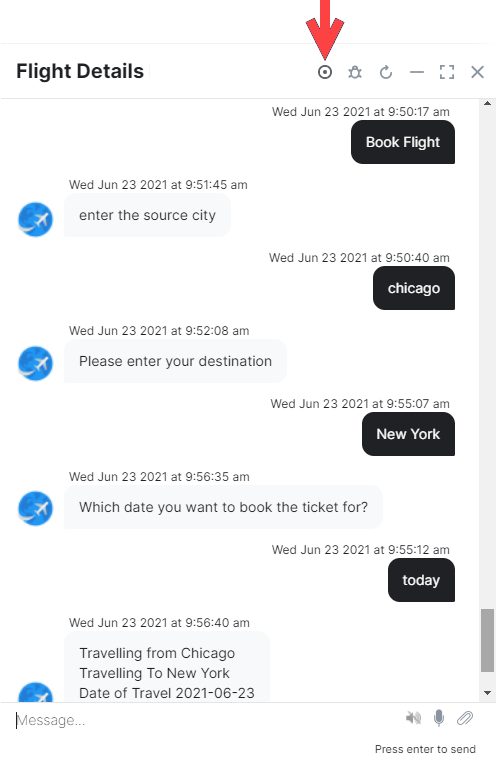 Flight Details
Wed Jun 23 2021 at 9:50:17 am
Book Flight
Wed Jun 23 2021 at 9:51:45 am
enter the source city
Wed Jun 23 2021 at 9:50:40 am
chicago
Wed Jun 23 2021 at 9:52:08 am
Please enter your destination
Wed Jun 23 2021 at 9:55:07 am
New York
Wed Jun 23 2021 at 9:56:35 am
Which date you want to book the ticket for?
Wed Jun 23 2021 at 9:55:12 am
today
Wed Jun 23 2021 at 9:56:40 am
Travelling from Chicago
Travelling To New York
Date of Travel 2021-06-23
Message...
Press enter to send